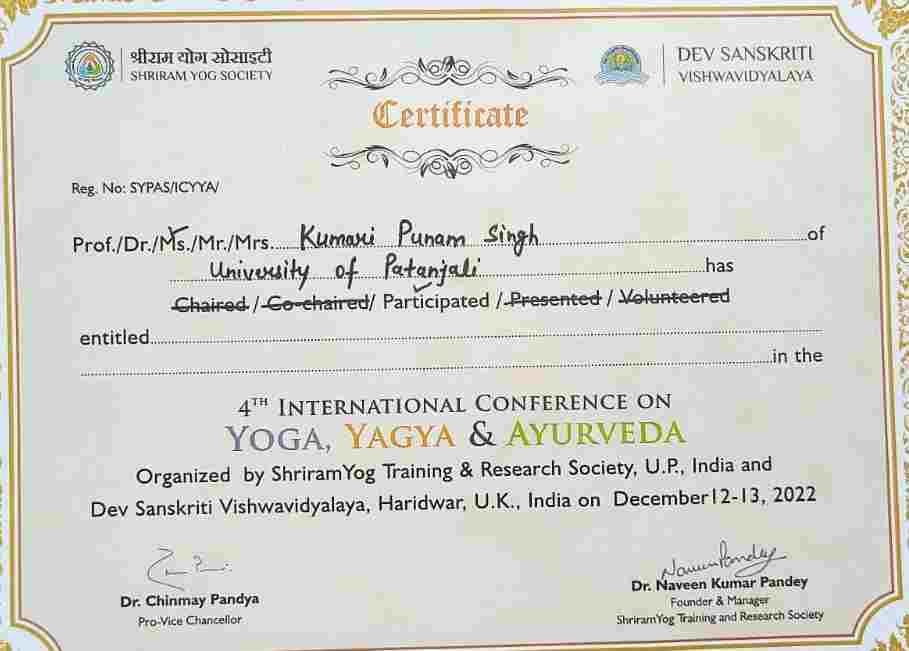 श्रीराम योग सोसाइटी
SHRIRAM YOG SOCIETY
DEV SANSKRITI
VISHWAVIDYALAYA
Certificate
Reg. No: SYPAS/ICYYA/
Prof./Dr./Ms./Mr./Mrs. Kumari Punam Singh of
University of Patanjali has
Chaired / Co-chaired/ Participated / Presented / Volunteered
entitled
in the
4TH INTERNATIONAL CONFERENCE ON
YOGA, YAGYA & AYURVEDA
Organized by ShriramYog Training & Research Society, U.P., India and
Dev Sanskriti Vishwavidyalaya, Haridwar, U.K., India on December12-13, 2022
Naveen Pandey
Dr. Chinmay Pandya
Pro-Vice Chancellor
Dr. Naveen Kumar Pandey
Founder & Manager
ShriramYog Training and Research Society